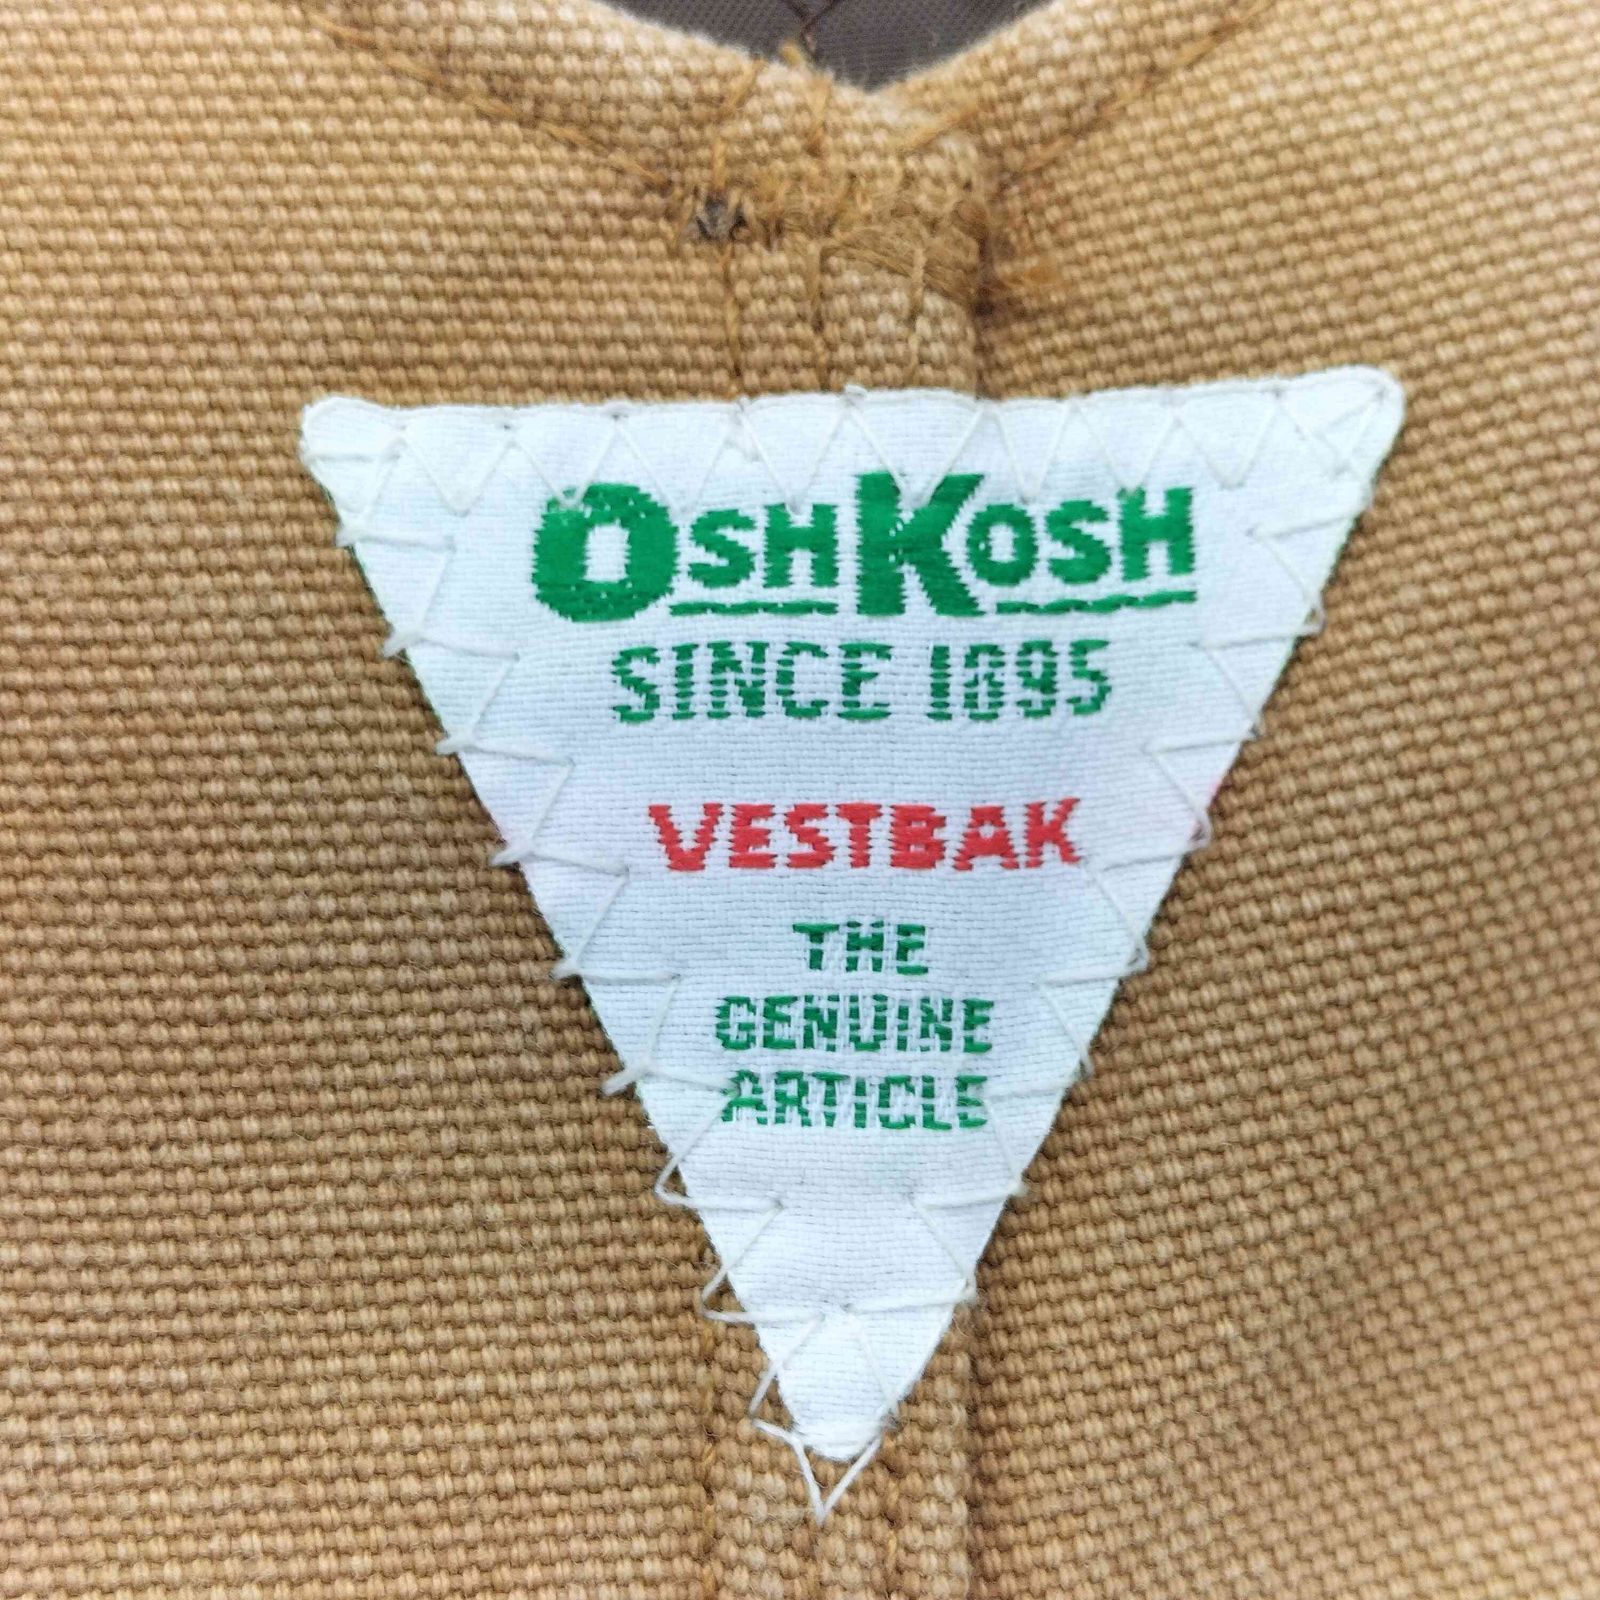 OSHKOSH
SINCE 1895
VESTBAK
THE
GENUINE
ARTICLE